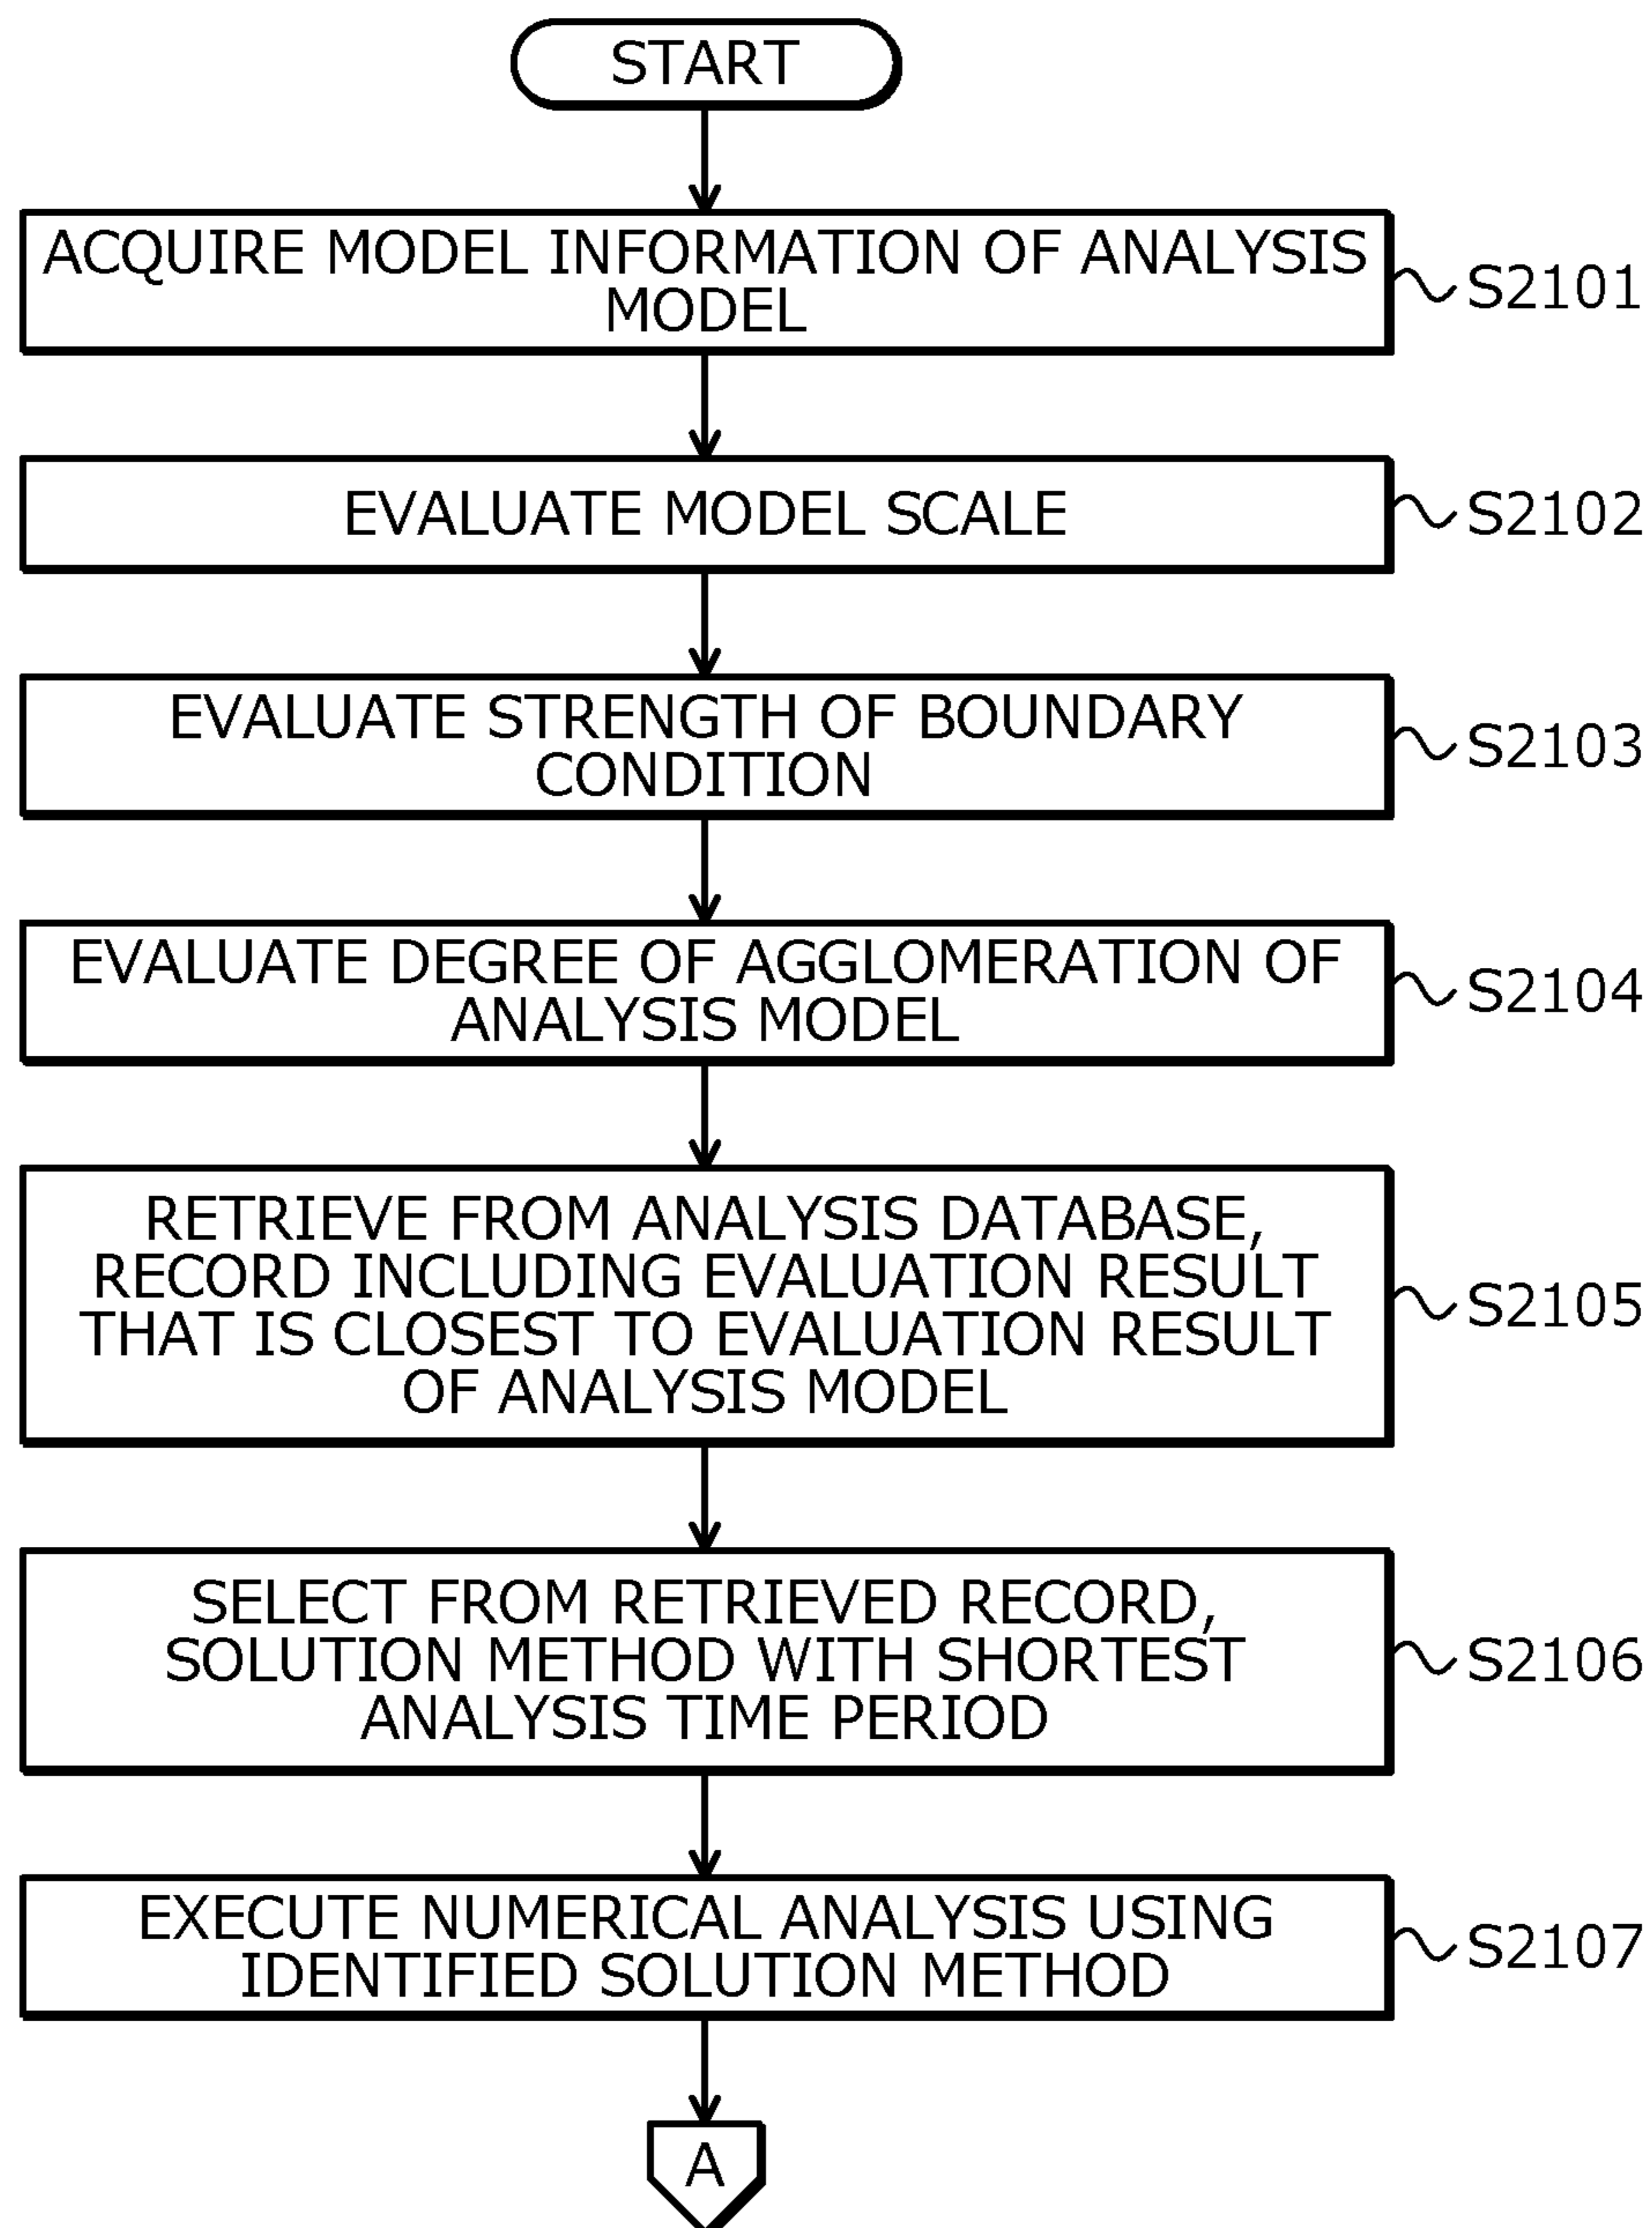 START
ACQUIRE MODEL INFORMATION OF ANALYSIS
MODEL
S2101
EVALUATE MODEL SCALE
S2102
EVALUATE STRENGTH OF BOUNDARY
CONDITION
S2103
EVALUATE DEGREE OF AGGLOMERATION OF
ANALYSIS MODEL
S2104
RETRIEVE FROM ANALYSIS DATABASE,
RECORD INCLUDING EVALUATION RESULT
THAT IS CLOSEST TO EVALUATION RESULT
OF ANALYSIS MODEL
S2105
SELECT FROM RETRIEVED RECORD,
SOLUTION METHOD WITH SHORTEST
ANALYSIS TIME PERIOD
S2106
EXECUTE NUMERICAL ANALYSIS USING
IDENTIFIED SOLUTION METHOD
S2107
A